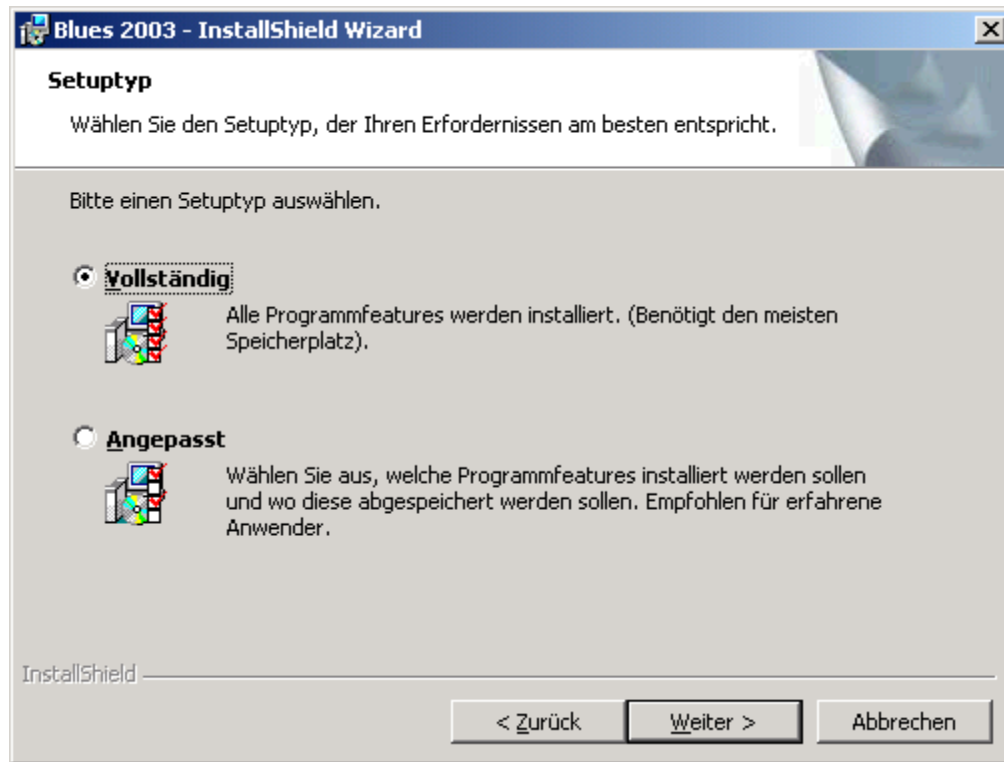 Blues 2003 - InstallShield Wizard
Setuptyp
Wählen Sie den Setuptyp, der Ihren Erfordernissen am besten entspricht.
Bitte einen Setuptyp auswählen.
Vollständig
Alle Programmfeatures werden installiert. (Benötigt den meisten
Speicherplatz).
Angepasst
Wählen Sie aus, welche Programmfeatures installiert werden sollen
und wo diese abgespeichert werden sollen. Empfohlen für erfahrene
Anwender.
InstallShield
< Zurück Weiter > Abbrechen